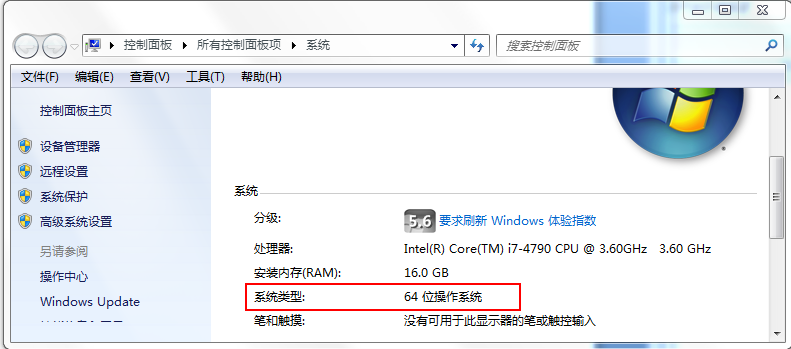 控制面板 所有控制面板项 系统 搜索控制面板
文件(F) 编辑(E) 查看(V) 工具(T) 帮助(H)
控制面板主页
设备管理器
远程设置
系统保护
高级系统设置
另请参阅
操作中心
Windows Update
系统
分级: 5.6 要求刷新 Windows 体验指数
处理器: Intel(R) Core(TM) i7-4790 CPU @ 3.60GHz 3.60 GHz
安装内存(RAM): 16.0 GB
系统类型: 64 位操作系统
笔和触摸: 没有可用于此显示器的笔或触控输入